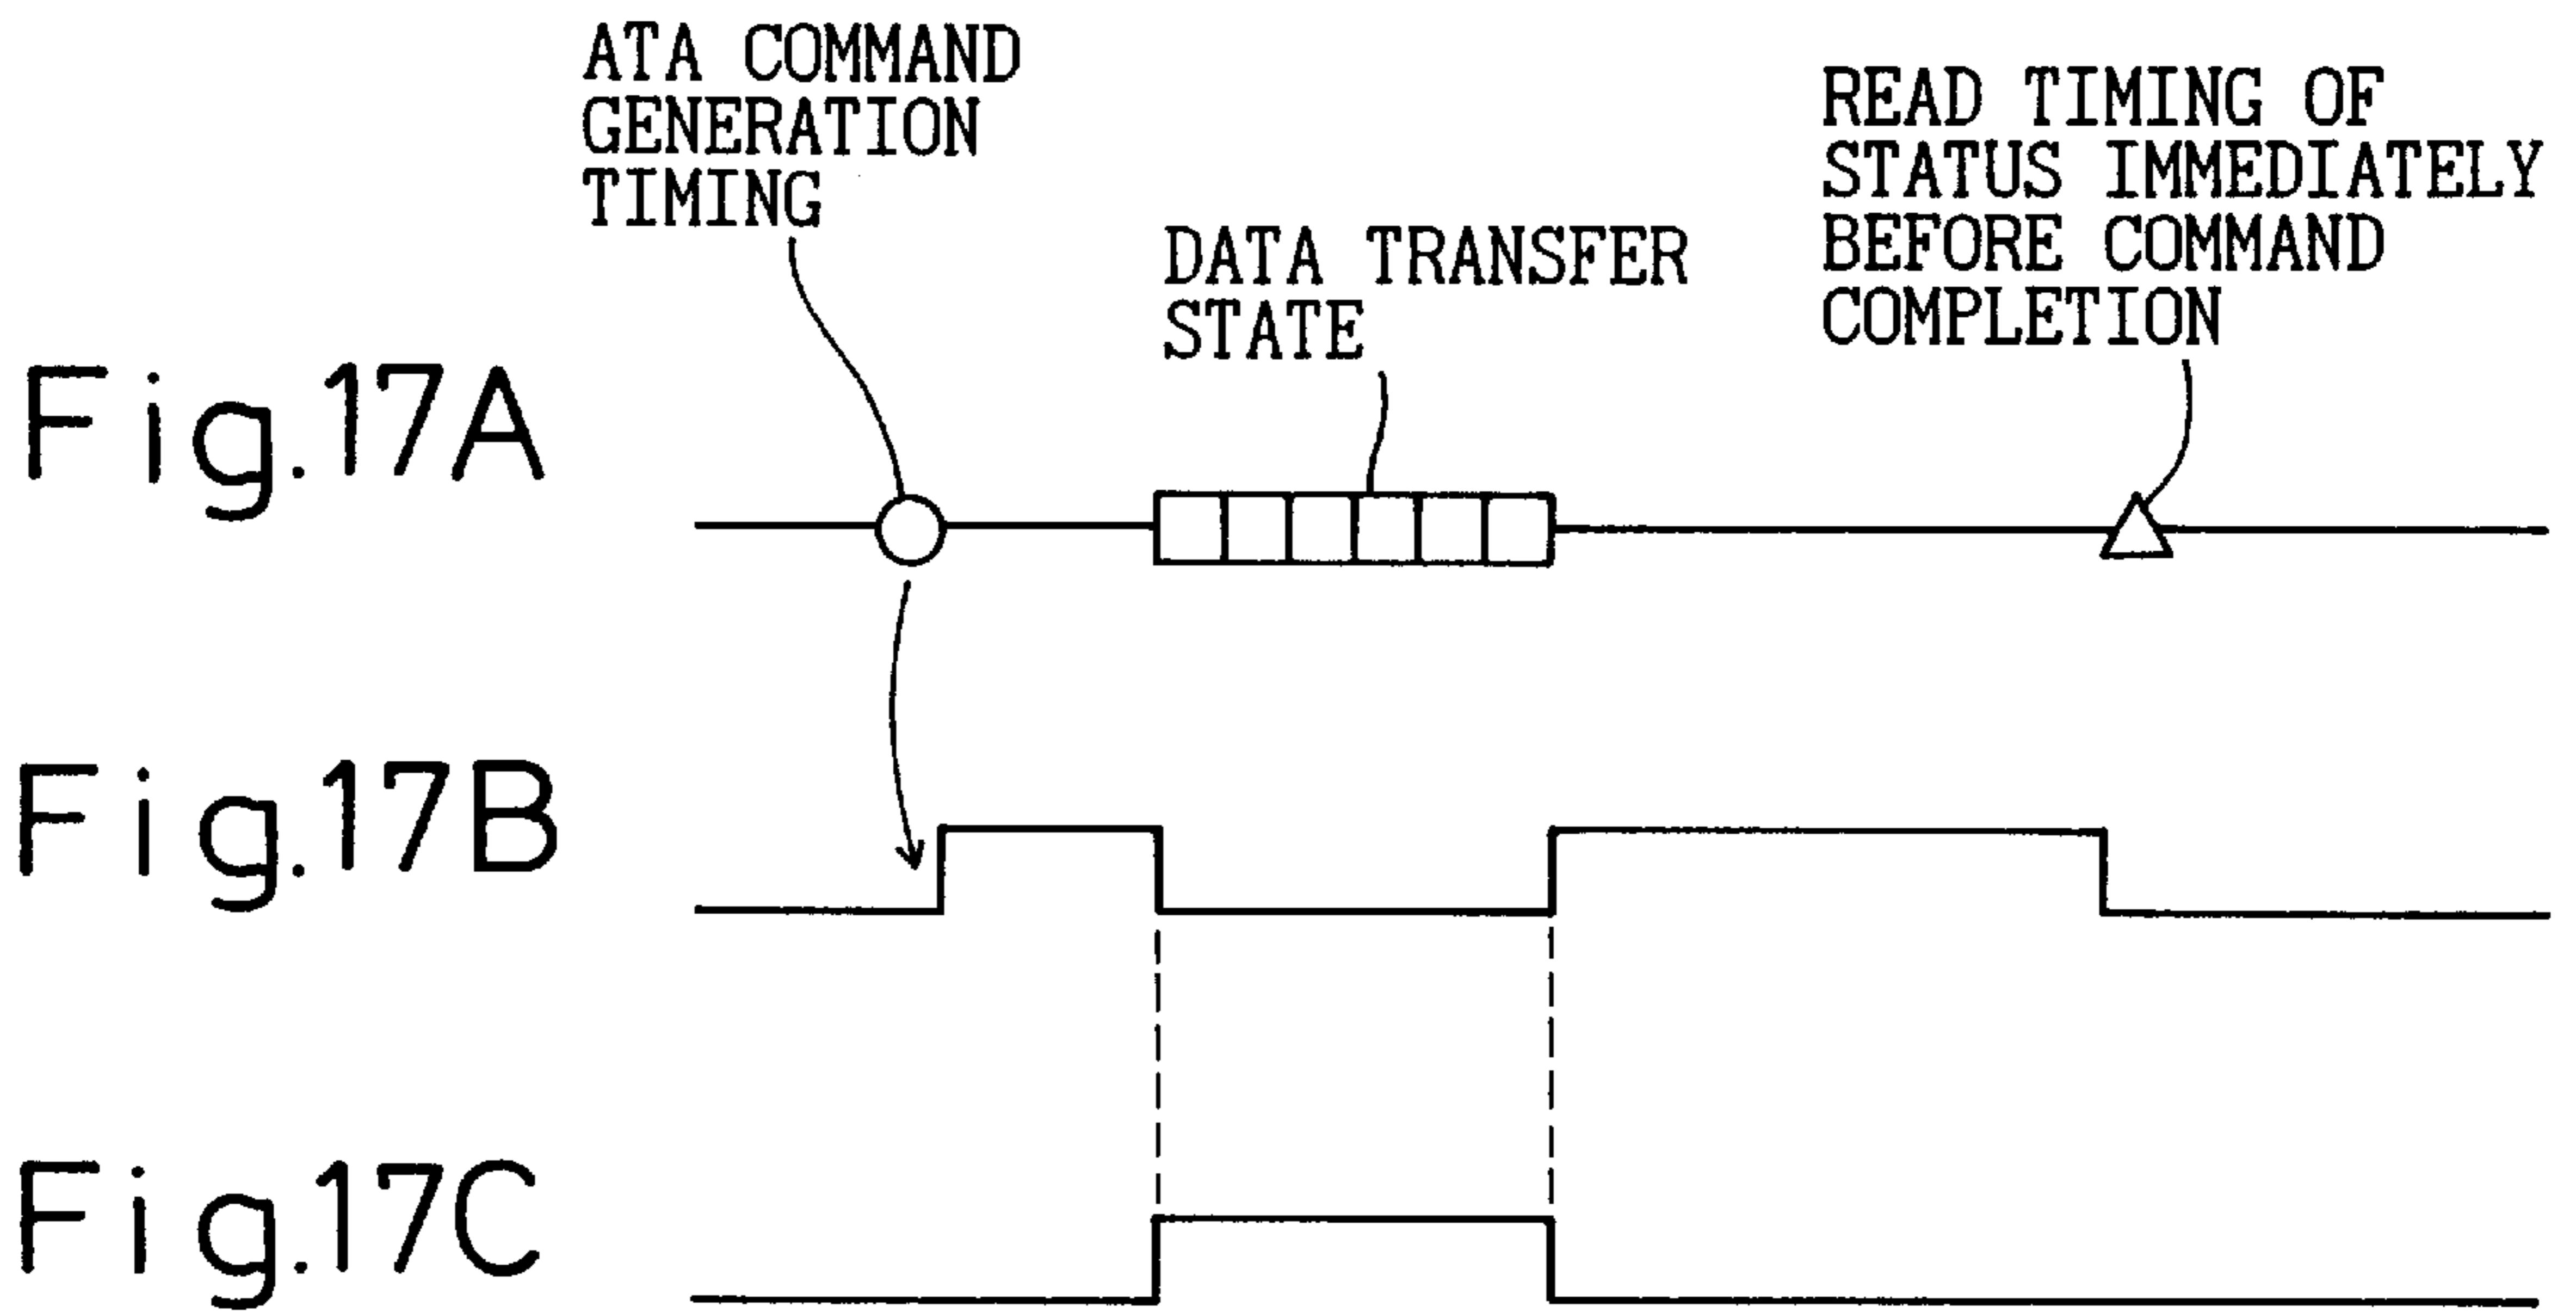 ATA COMMAND
GENERATION
TIMING
READ TIMING OF
STATUS IMMEDIATELY
BEFORE COMMAND
COMPLETION
DATA TRANSFER
STATE
Fig.17A
Fig.17B
Fig.17C